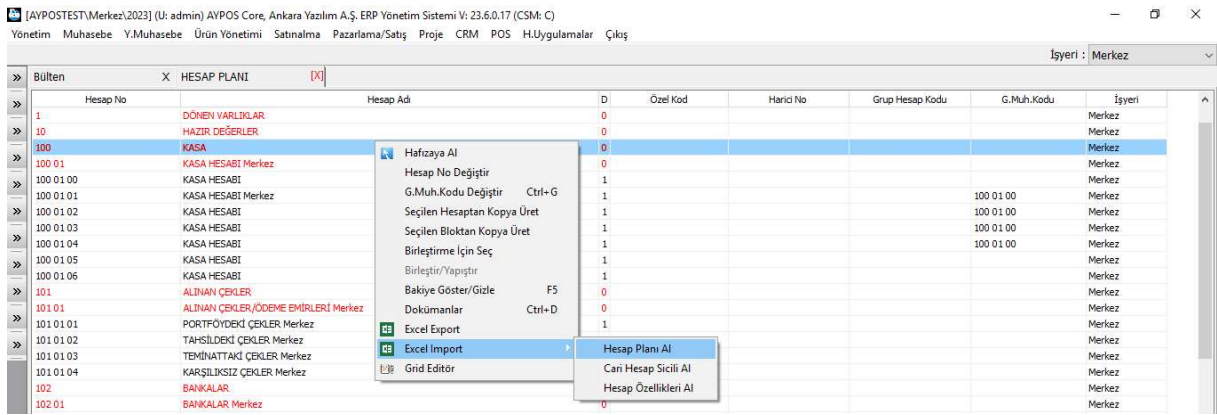 [AYPOSTEST\Merkez\2023] (U: admin) AYPOS Core, Ankara Yazılım A.Ş. ERP Yönetim Sistemi V: 23.6.0.17 (CSM: C)
Yönetim Muhasebe Y.Muhasebe Ürün Yönetimi Satınalma Pazarlama/Satış Proje CRM POS H.Uygulamalar Çıkış
İşyeri : Merkez
Bülten X HESAP PLANI [X]
Hesap No Hesap Adı D Özel Kod Harici No Grup Hesap Kodu G.Muh.Kodu İşyeri
1 DÖNEN VARLIKLAR 0 Merkez
10 HAZIR DEĞERLER 0 Merkez
100 KASA 0 Merkez
100 01 KASA HESABI Merkez 0 Merkez
100 01 00 KASA HESABI 1 Merkez
100 01 01 KASA HESABI Merkez 1 100 01 00 Merkez
100 01 02 KASA HESABI 1 100 01 00 Merkez
100 01 03 KASA HESABI 1 100 01 00 Merkez
100 01 04 KASA HESABI 1 100 01 00 Merkez
100 01 05 KASA HESABI 1 Merkez
100 01 06 KASA HESABI 1 Merkez
101 ALINAN ÇEKLER 0 Merkez
101 01 ALINAN ÇEKLER/ÖDEME EMİRLERİ Merkez 0 Merkez
101 01 01 PORTFÖYDEKİ ÇEKLER Merkez 1 Merkez
101 01 02 TAHSİLDEKİ ÇEKLER Merkez Merkez
101 01 03 TEMİNATTAKİ ÇEKLER Merkez Merkez
101 01 04 KARŞILIKSIZ ÇEKLER Merkez Merkez
102 BANKALAR Merkez
102 01 BANKALAR Merkez 0 Merkez
Hafızaya Al
Hesap No Değiştir
G.Muh.Kodu Değiştir Ctrl+G
Seçilen Hesaptan Kopya Üret
Seçilen Bloktan Kopya Üret
Birleştirme İçin Seç
Birleştir/Yapıştır
Bakiye Göster/Gizle F5
Dokümanlar Ctrl+D
Excel Export
Excel Import
Grid Editör
Hesap Planı Al
Cari Hesap Sicili Al
Hesap Özellikleri Al